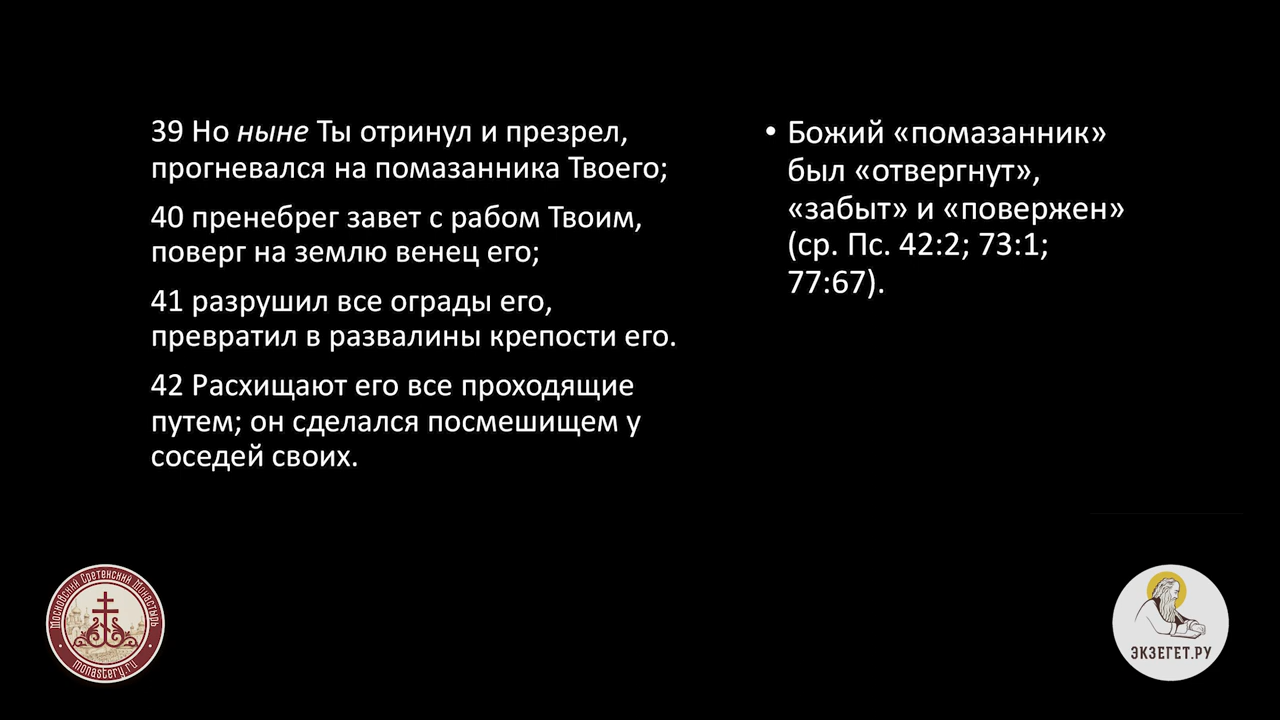 39 Но ныне Ты отринул и презрел,
прогневался на помазанника Твоего;
40 пренебрег завет с рабом Твоим,
поверг на землю венец его;
41 разрушил все ограды его,
превратил в развалины крепости его.
42 Расхищают его все проходящие
путем; он сделался посмешищем у
соседей своих.
• Божий «помазанник»
был «отвергнут»,
«забыт» и «повержен»
(ср. Пс. 42:2; 73:1;
77:67).
Московский Сретенский Монастырь
monastery.ru
ЭКЗЕГЕТ.РУ